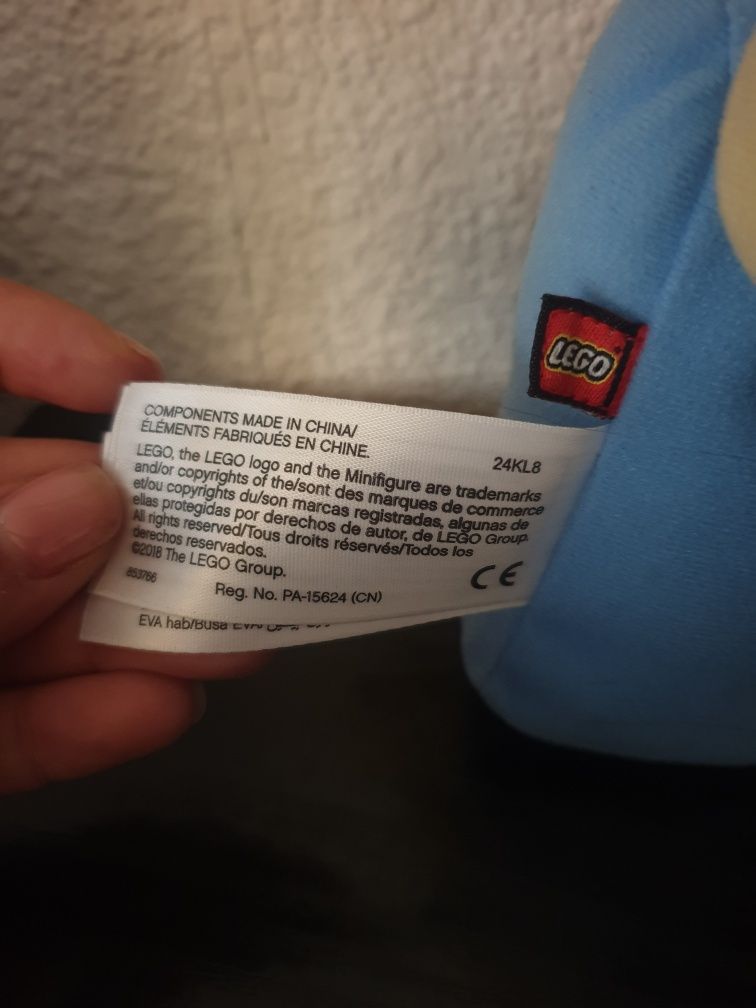 LEGO
COMPONENTS MADE IN CHINA/
ÉLÉMENTS FABRIQUÉS EN CHINE.
24KL8
LEGO, the LEGO logo and the Minifigure are trademarks
and/or copyrights of the/sont des marques de commerce
et/ou copyrights du/son marcas registradas, algunas de
ellas protegidas por derechos de autor, de LEGO Group.
All rights reserved/Tous droits réservés/Todos los
derechos reservados.
©2018 The LEGO Group.
853766
Reg. No. PA-15624 (CN)
CE
EVA hab/Busa